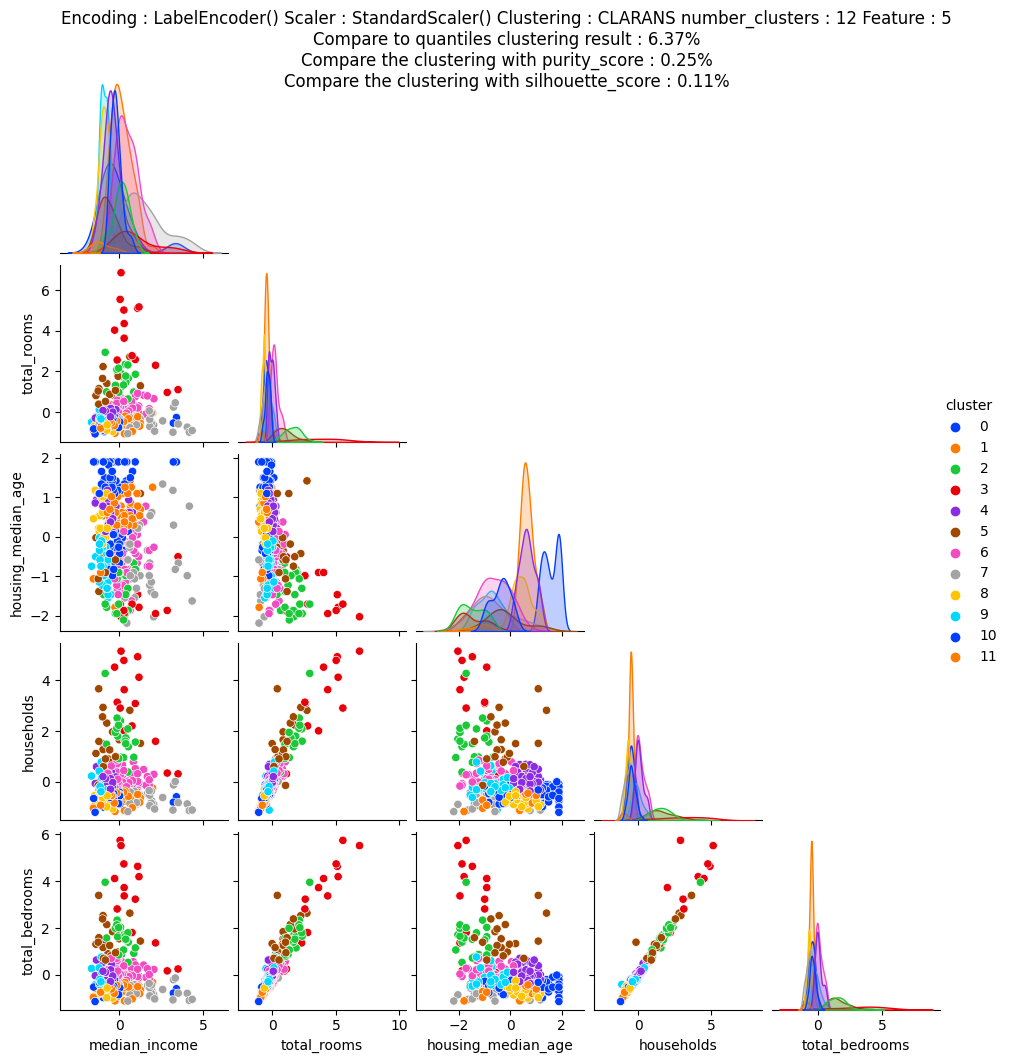 Encoding : LabelEncoder() Scaler : StandardScaler() Clustering : CLARANS number_clusters : 12 Feature : 5
Compare to quantiles clustering result : 6.37%
Compare the clustering with purity_score : 0.25%
Compare the clustering with silhouette_score : 0.11%
total_rooms
6
4
2
0
housing_median_age
2
1
0
−1
−2
households
4
2
0
total_bedrooms
6
4
2
0
0 5
0 5 10
−2 0 2
0 5
0 5
median_income
total_rooms
housing_median_age
households
total_bedrooms
cluster
0
1
2
3
4
5
6
7
8
9
10
11